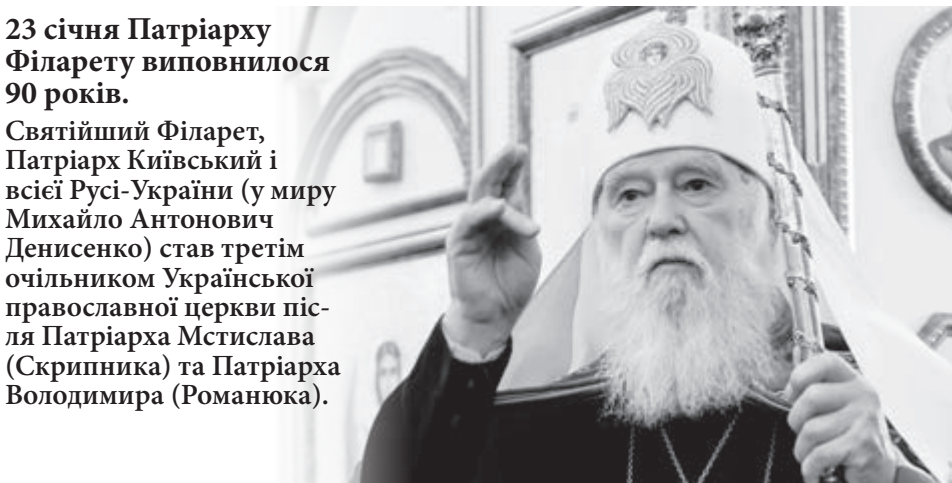 23 січня Патріарху
Філарету виповнилося
90 років.
Святійший Філарет,
Патріарх Київський і
всієї Русі-України (у миру
Михайло Антонович
Денисенко) став третім
очільником Української
православної церкви піс-
ля Патріарха Мстислава
(Скрипника) та Патріарха
Володимира (Романюка).